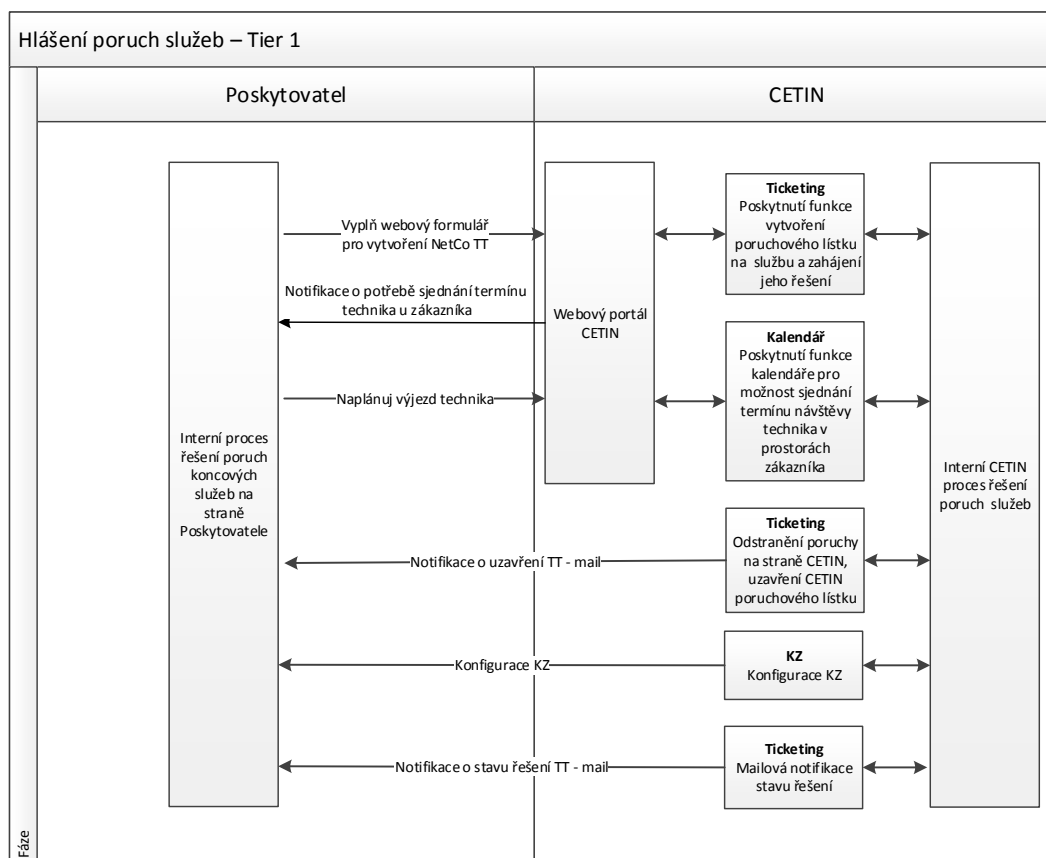 Hlášení poruch služeb – Tier 1
Poskytovatel
CETIN
Vyplň webový formulář
pro vytvoření NetCo TT
Notifikace o potřebě sjednání termínu
technika u zákazníka
Naplánuj výjezd technika
Interní proces
řešení poruch
koncových
služeb na
straně
Poskytovatele
Webový portál
CETIN
Ticketing
Poskytnutí funkce
vytvoření
poruchového lístku
na službu a zahájení
jeho řešení
Kalendář
Poskytnutí funkce
kalendáře pro
možnost sjednání
termínu návštěvy
technika v
prostorách
zákazníka
Interní CETIN
proces řešení
poruch služeb
Notifikace o uzavření TT - mail
Ticketing
Odstranění poruchy
na straně CETIN,
uzavření CETIN
poruchového lístku
Konfigurace KZ
KZ
Konfigurace KZ
Notifikace o stavu řešení TT - mail
Ticketing
Mailová notifikace
stavu řešení
Fáze